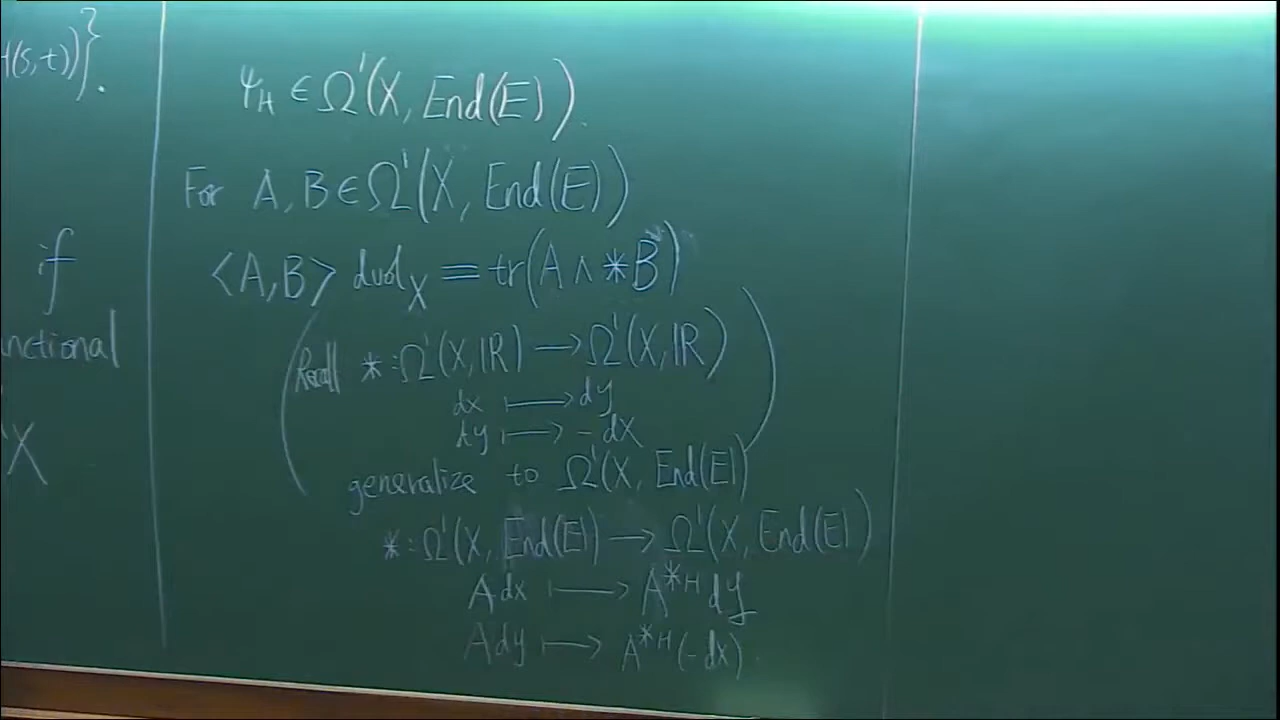 H(s,t))}.
if
nctional
X
Ψ_H ∈ Ω¹(X, End(E)).
For A, B ∈ Ω¹(X, End(E))
⟨A, B⟩ dvol_X = tr(A ∧ *B)
(Recall * : Ω¹(X, ℝ) → Ω¹(X, ℝ)
dx ⟼ dy
dy ⟼ -dx)
generalize to Ω¹(X, End(E))
* : Ω¹(X, End(E)) → Ω¹(X, End(E))
A dx ⟼ A^{*H} dy
A dy ⟼ A^{*H} (-dx)